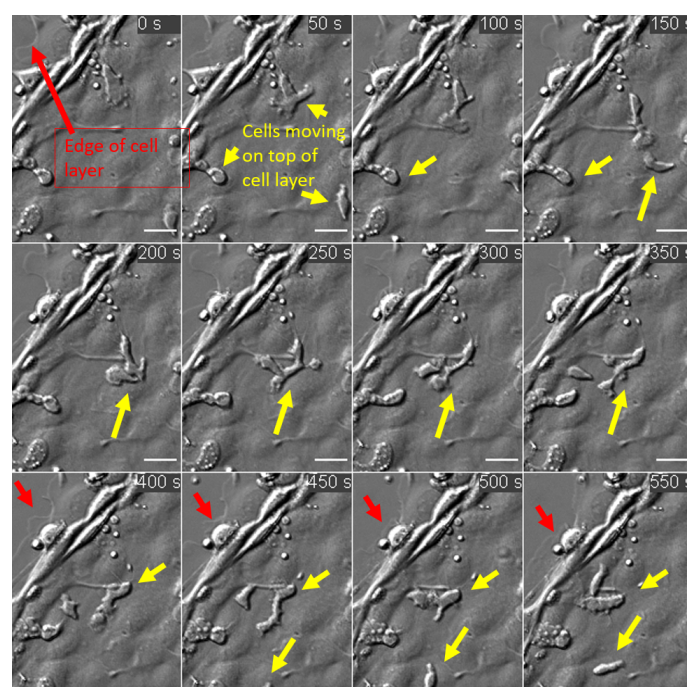 0 s
50 s
100 s
150 s
Edge of cell
layer
Cells moving
on top of
cell layer
200 s
250 s
300 s
350 s
400 s
450 s
500 s
550 s